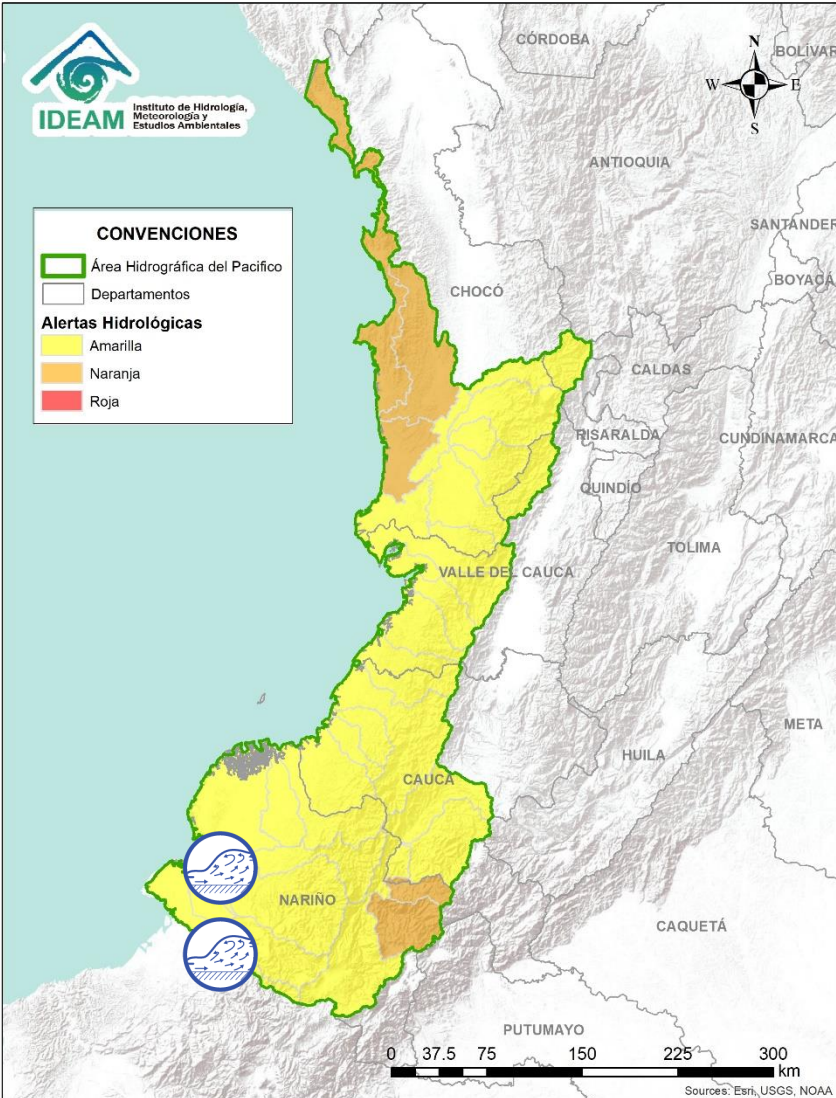 CÓRDOBA
BOLÍVAR
N
W
E
S
IDEAM
Instituto de Hidrología,
Meteorología y
Estudios Ambientales
ANTIOQUIA
SANTANDER
CONVENCIONES
Área Hidrográfica del Pacifico
Departamentos
Alertas Hidrológicas
Amarilla
Naranja
Roja
BOYACÁ
CHOCÓ
CALDAS
RISARALDA
CUNDINAMARCA
QUINDÍO
TOLIMA
VALLE DEL CAUCA
META
HUILA
CAUCA
NARIÑO
CAQUETÁ
PUTUMAYO
0 37.5 75 150 225 300
km
Sources: Esri, USGS, NOAA